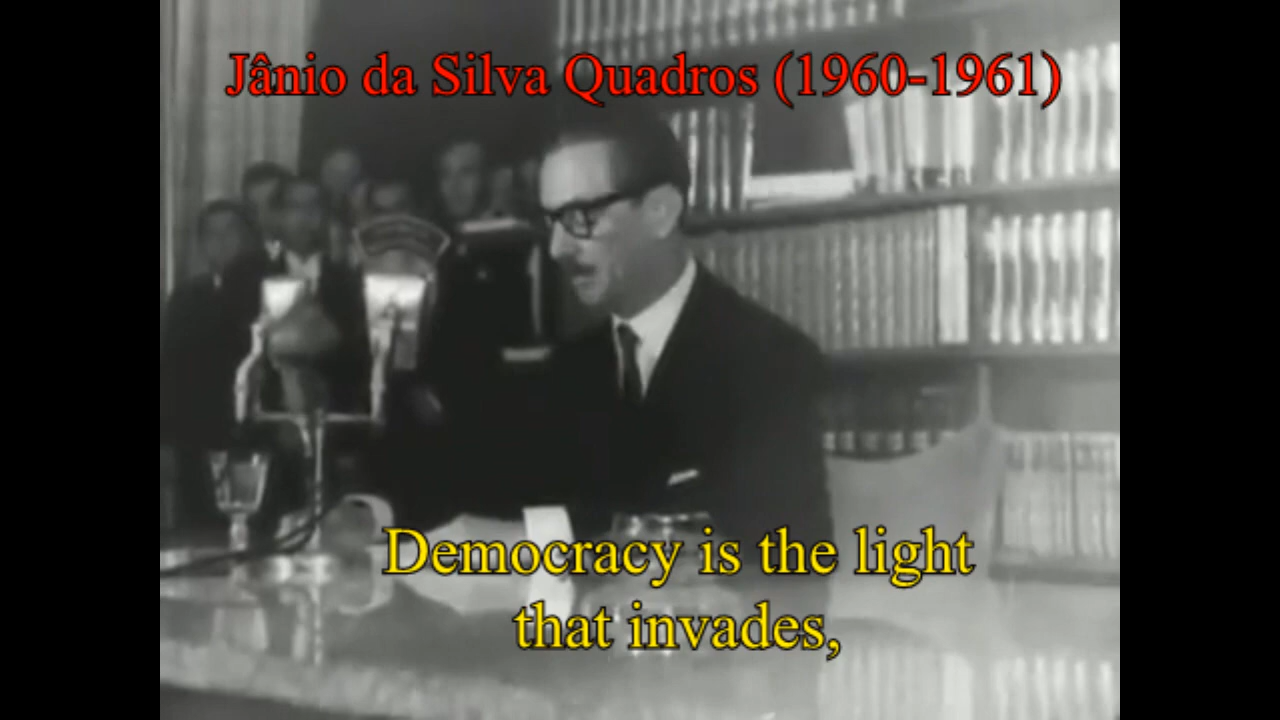 Jânio da Silva Quadros (1960-1961)
Democracy is the light
that invades,